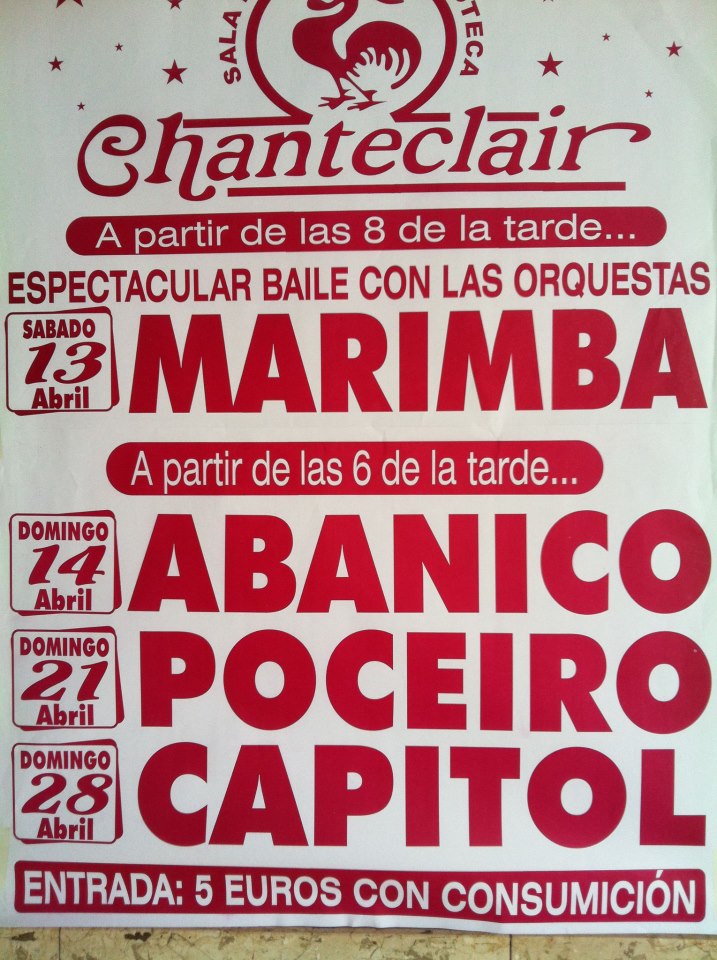 SALA
Chanteclair
A partir de las 8 de la tarde...
ESPECTACULAR BAILE CON LAS ORQUESTAS
SABADO
13
Abril
MARIMBA
A partir de las 6 de la tarde...
DOMINGO
14
Abril
ABANICO
DOMINGO
21
Abril
POCEIRO
DOMINGO
28
Abril
CAPITOL
ENTRADA: 5 EUROS CON CONSUMICIÓN